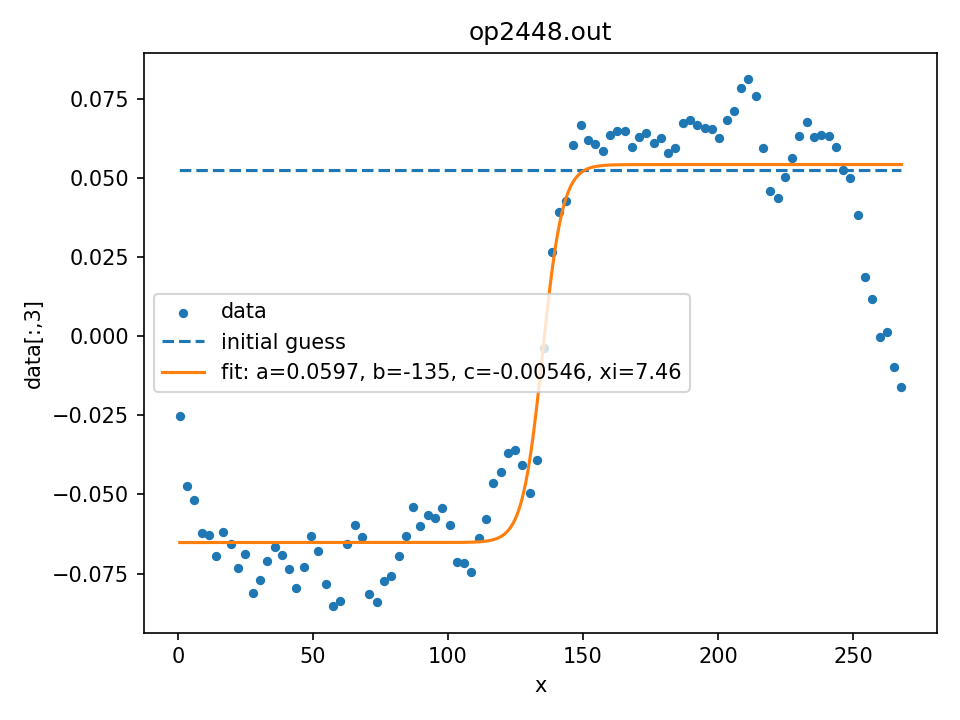 op2448.out
0.075
0.050
0.025
0.000
−0.025
−0.050
−0.075
data[:,3]
data
initial guess
fit: a=0.0597, b=-135, c=-0.00546, xi=7.46
0 50 100 150 200 250
x